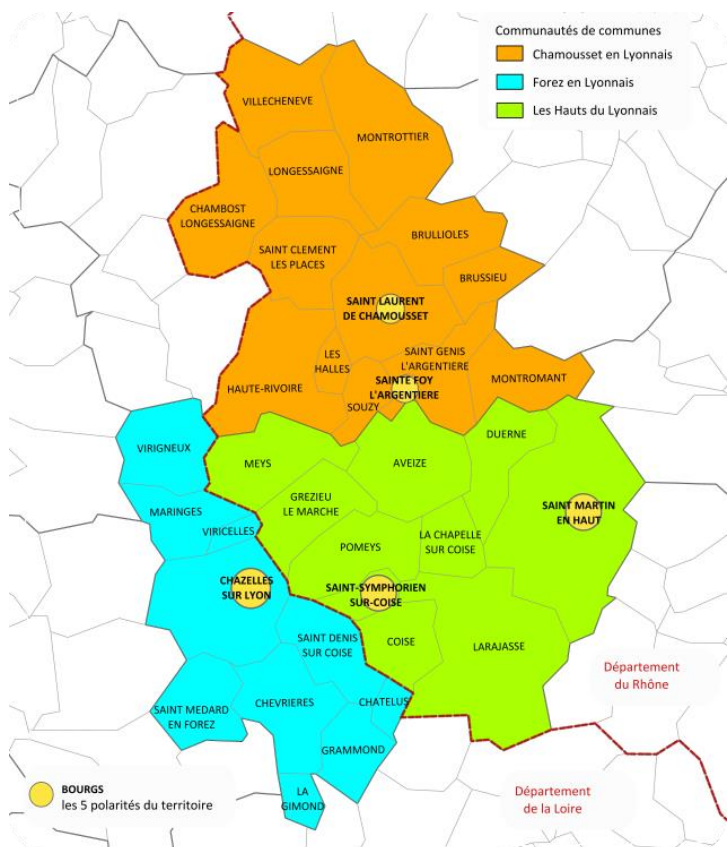 Communautés de communes
Chamousset en Lyonnais
Forez en Lyonnais
Les Hauts du Lyonnais
VILLECHENEVE
MONTROTTIER
LONGESSAIGNE
CHAMBOST
LONGESSAIGNE
SAINT CLEMENT
LES PLACES
BRULLIOLES
BRUSSIEU
SAINT LAURENT
DE CHAMOUSSET
LES
HALLES
SAINT GENIS
L'ARGENTIERE
HAUTE-RIVOIRE
SAINTE FOY
L'ARGENTIERE
MONTROMANT
SOUZY
VIRIGNEUX
MEYS
AVEIZE
DUERNE
GREZIEU
LE MARCHE
SAINT MARTIN
EN HAUT
MARINGES
VIRICELLES
POMEYS
LA CHAPELLE
SUR COISE
CHAZELLES
SUR LYON
SAINT-SYMPHORIEN
SUR-COISE
SAINT DENIS
SUR COISE
COISE
LARAJASSE
Département
du Rhône
SAINT MEDARD
EN FOREZ
CHEVRIERES
CHATELUS
GRAMMOND
LA
GIMOND
BOURGS
les 5 polarités du territoire
Département
de la Loire